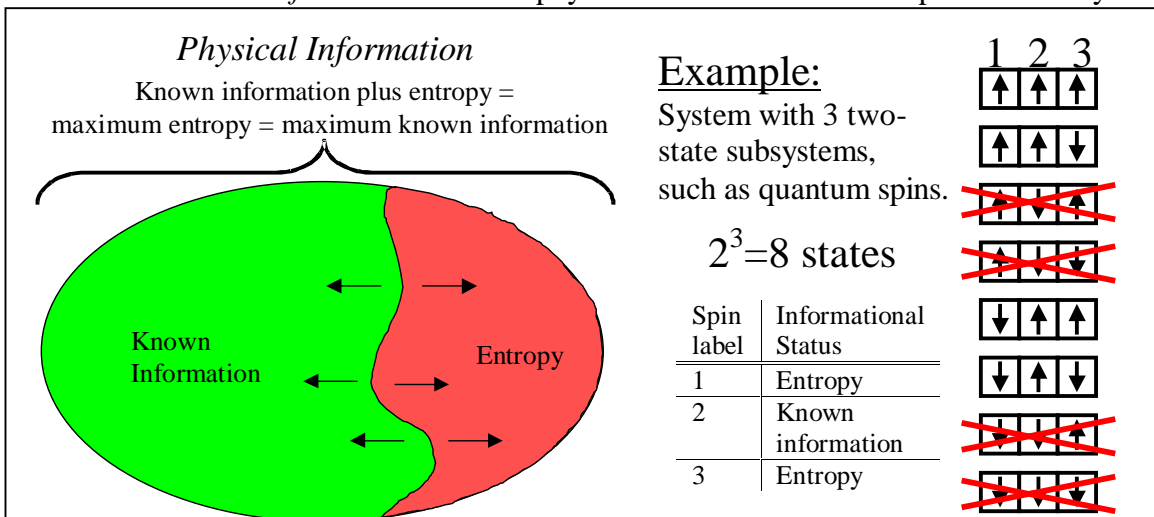 Physical Information
Known information plus entropy =
maximum entropy = maximum known information
Known
Information
Entropy
Example:
System with 3 two-
state subsystems,
such as quantum spins.
2³=8 states
Spin label | Informational Status
1 | Entropy
2 | Known information
3 | Entropy
1 2 3